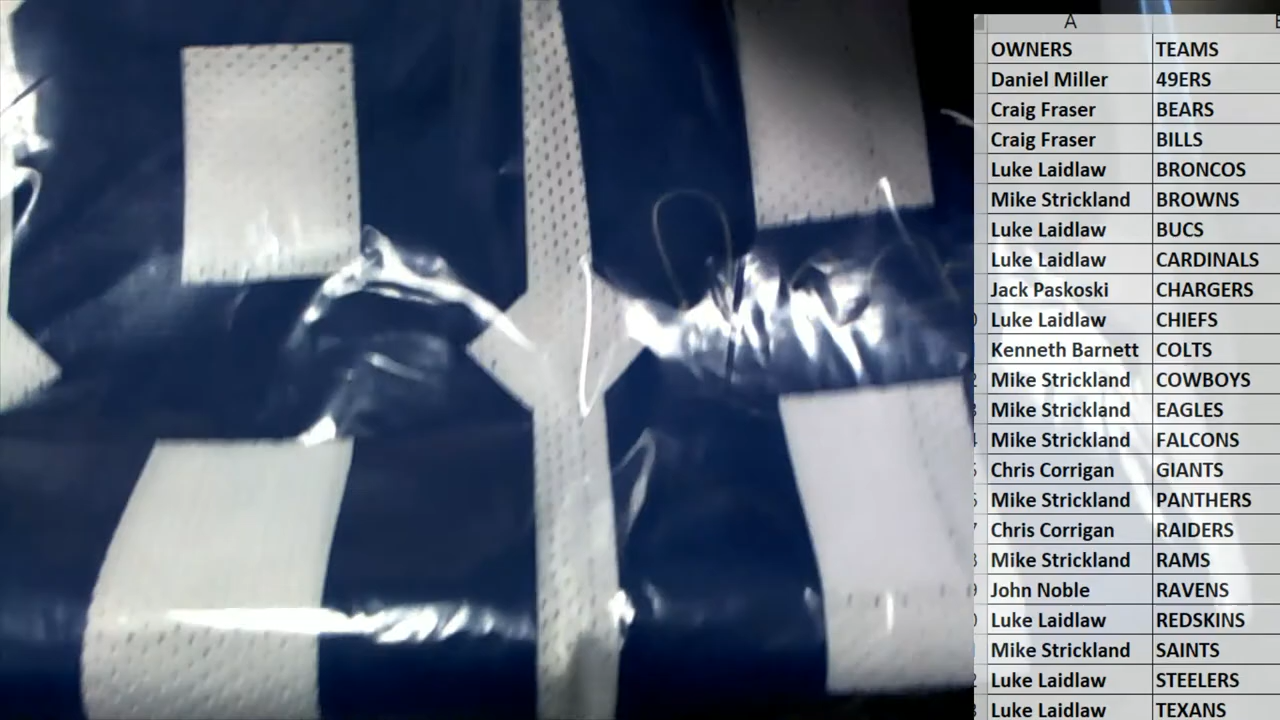 A
OWNERS TEAMS
Daniel Miller 49ERS
Craig Fraser BEARS
Craig Fraser BILLS
Luke Laidlaw BRONCOS
Mike Strickland BROWNS
Luke Laidlaw BUCS
Luke Laidlaw CARDINALS
Jack Paskoski CHARGERS
Luke Laidlaw CHIEFS
Kenneth Barnett COLTS
Mike Strickland COWBOYS
Mike Strickland EAGLES
Mike Strickland FALCONS
Chris Corrigan GIANTS
Mike Strickland PANTHERS
Chris Corrigan RAIDERS
Mike Strickland RAMS
John Noble RAVENS
Luke Laidlaw REDSKINS
Mike Strickland SAINTS
Luke Laidlaw STEELERS
Luke Laidlaw TEXANS